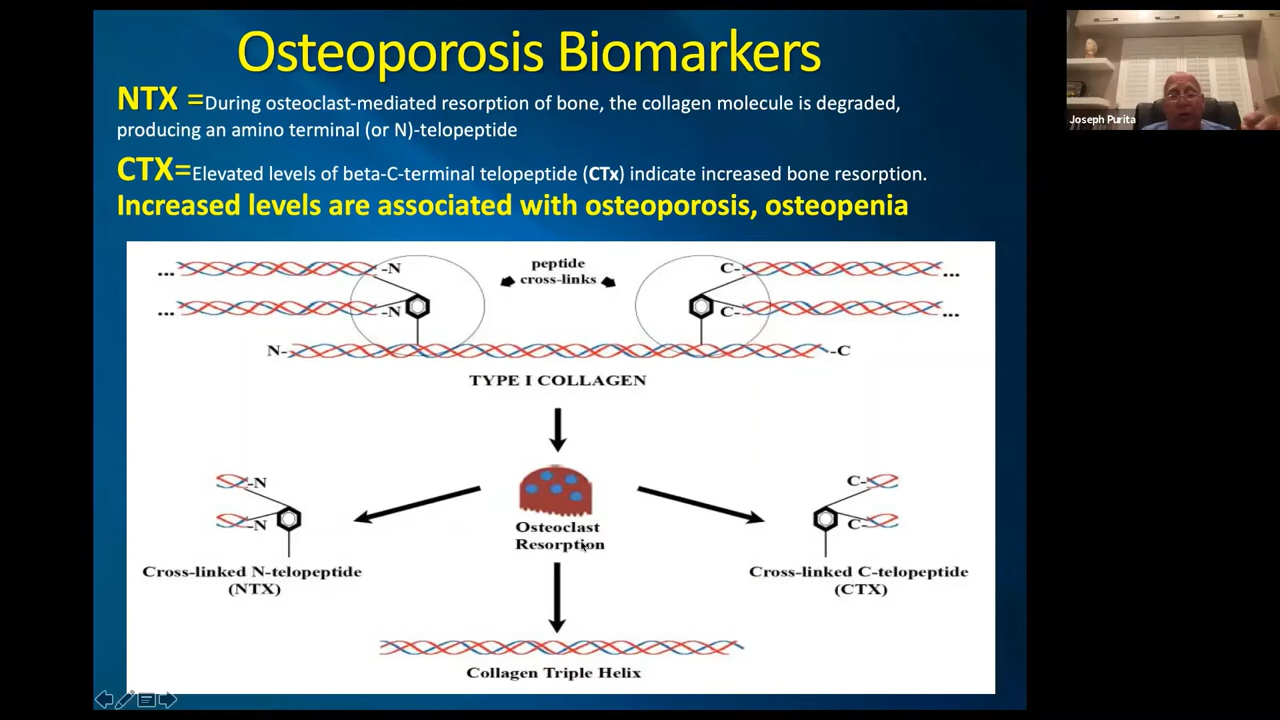 Osteoporosis Biomarkers
NTX =During osteoclast-mediated resorption of bone, the collagen molecule is degraded,
producing an amino terminal (or N)-telopeptide
CTX=Elevated levels of beta-C-terminal telopeptide (CTx) indicate increased bone resorption.
Increased levels are associated with osteoporosis, osteopenia
Joseph Purita
... -N
peptide
cross-links
C- ...
... -N
C- ...
N- -C
TYPE I COLLAGEN
-N
-N
Cross-linked N-telopeptide
(NTX)
Osteoclast
Resorption
C-
C-
Cross-linked C-telopeptide
(CTX)
Collagen Triple Helix